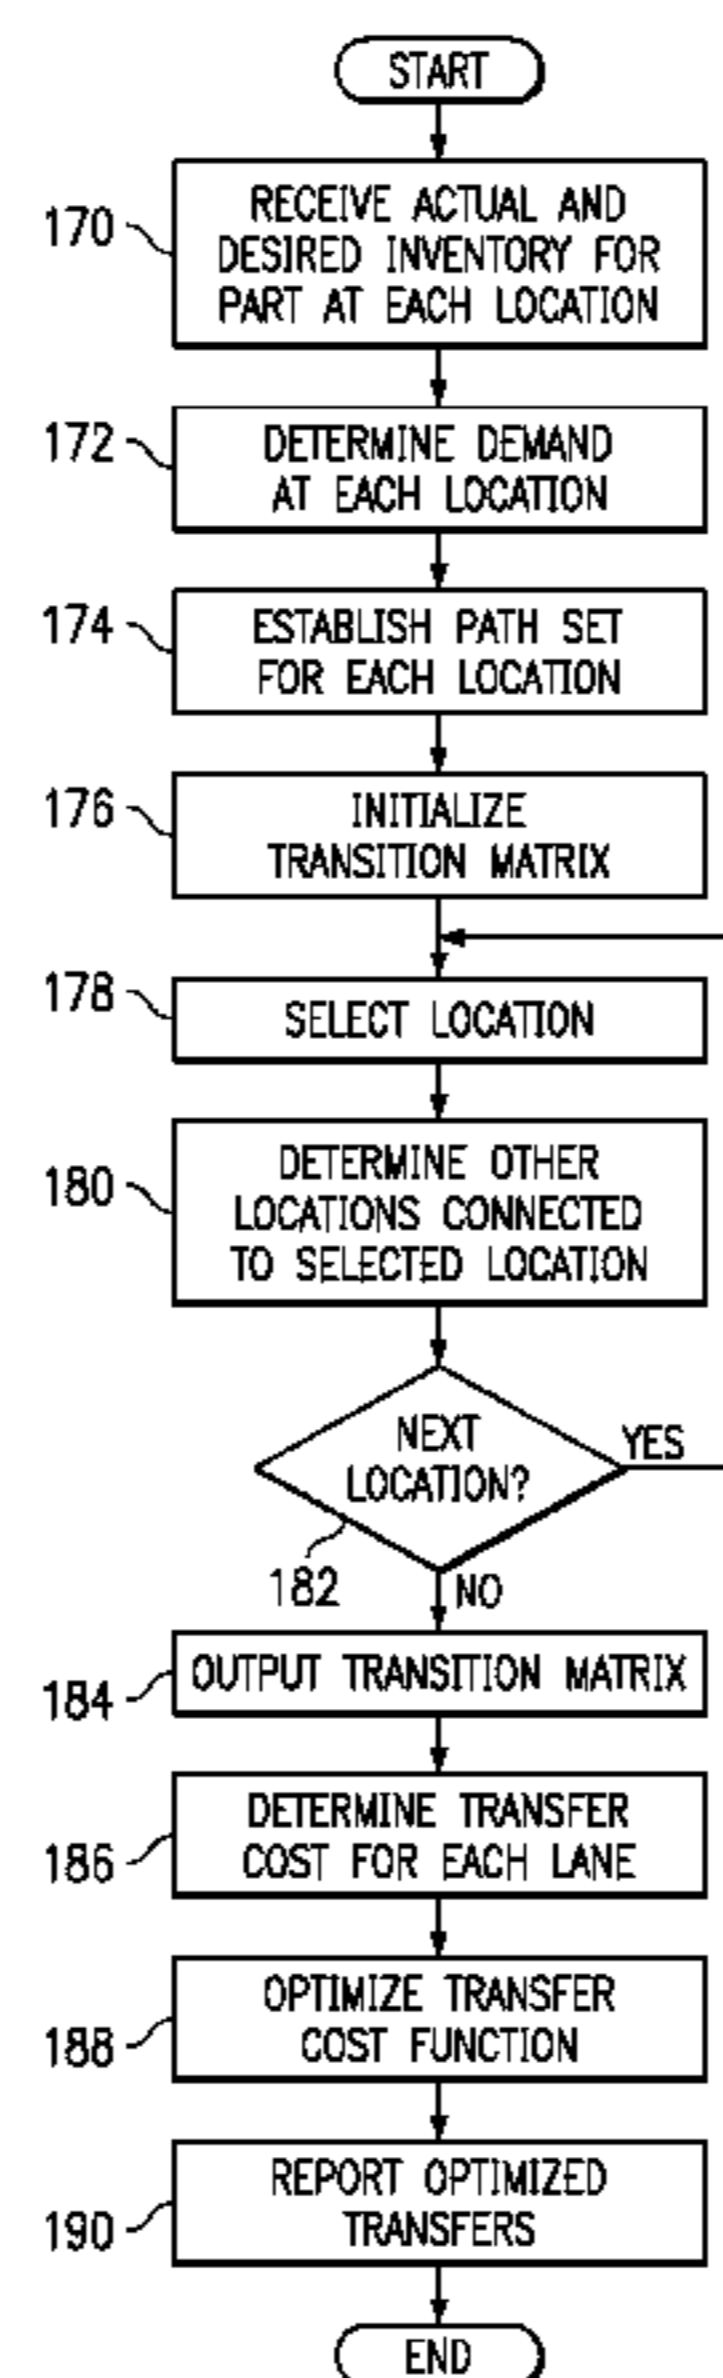 START
170
RECEIVE ACTUAL AND
DESIRED INVENTORY FOR
PART AT EACH LOCATION
172
DETERMINE DEMAND
AT EACH LOCATION
174
ESTABLISH PATH SET
FOR EACH LOCATION
176
INITIALIZE
TRANSITION MATRIX
178
SELECT LOCATION
180
DETERMINE OTHER
LOCATIONS CONNECTED
TO SELECTED LOCATION
NEXT
LOCATION?
YES
182
NO
184
OUTPUT TRANSITION MATRIX
186
DETERMINE TRANSFER
COST FOR EACH LANE
188
OPTIMIZE TRANSFER
COST FUNCTION
190
REPORT OPTIMIZED
TRANSFERS
END